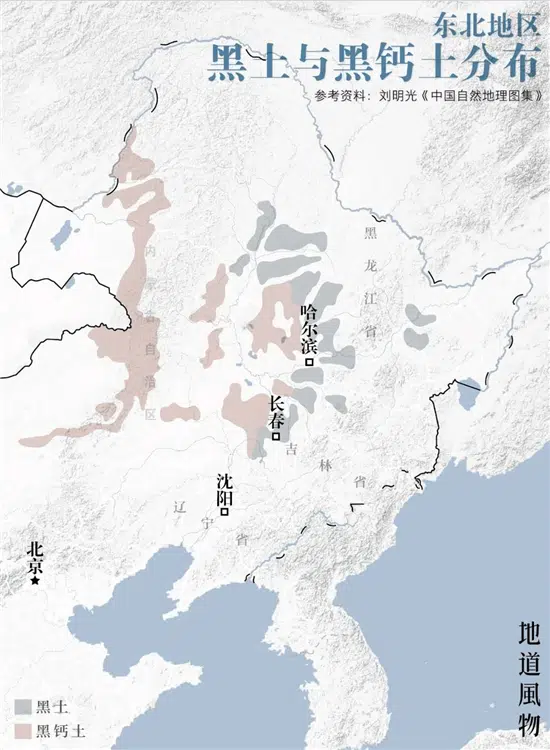 东北地区
黑土与黑钙土分布
参考资料：刘明光《中国自然地理图集》
黑龙江省
内蒙古自治区
哈尔滨
长春
吉林省
沈阳
辽宁省
北京
地道風物
黑土
黑钙土